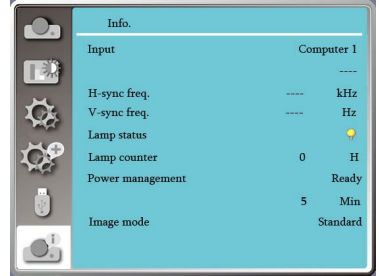 Info.
Input Computer 1
----
H-sync freq. ---- kHz
V-sync freq. ---- Hz
Lamp status
Lamp counter 0 H
Power management Ready
5 Min
Image mode Standard